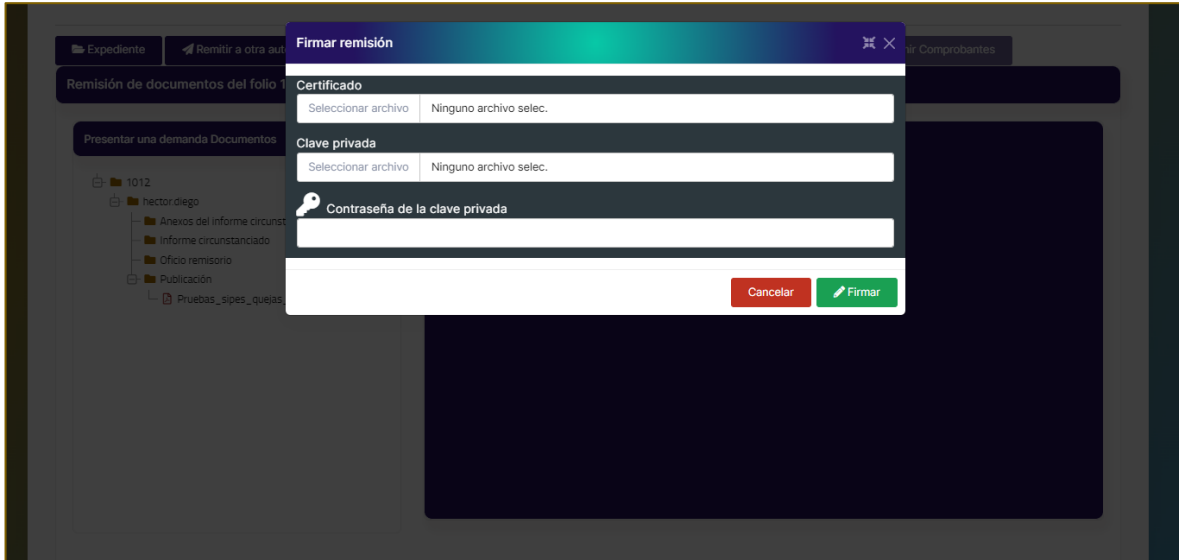 Expediente
Remitir a otra aut
Firmar remisión
nir Comprobantes
Remisión de documentos del folio 1
Certificado
Seleccionar archivo Ninguno archivo selec.
Presentar una demanda Documentos
Clave privada
Seleccionar archivo Ninguno archivo selec.
1012
hector.diego
Anexos del informe circunst
Informe circunstanciado
Oficio remisorio
Publicación
Pruebas_sipes_quejas_
Contraseña de la clave privada
Cancelar
Firmar